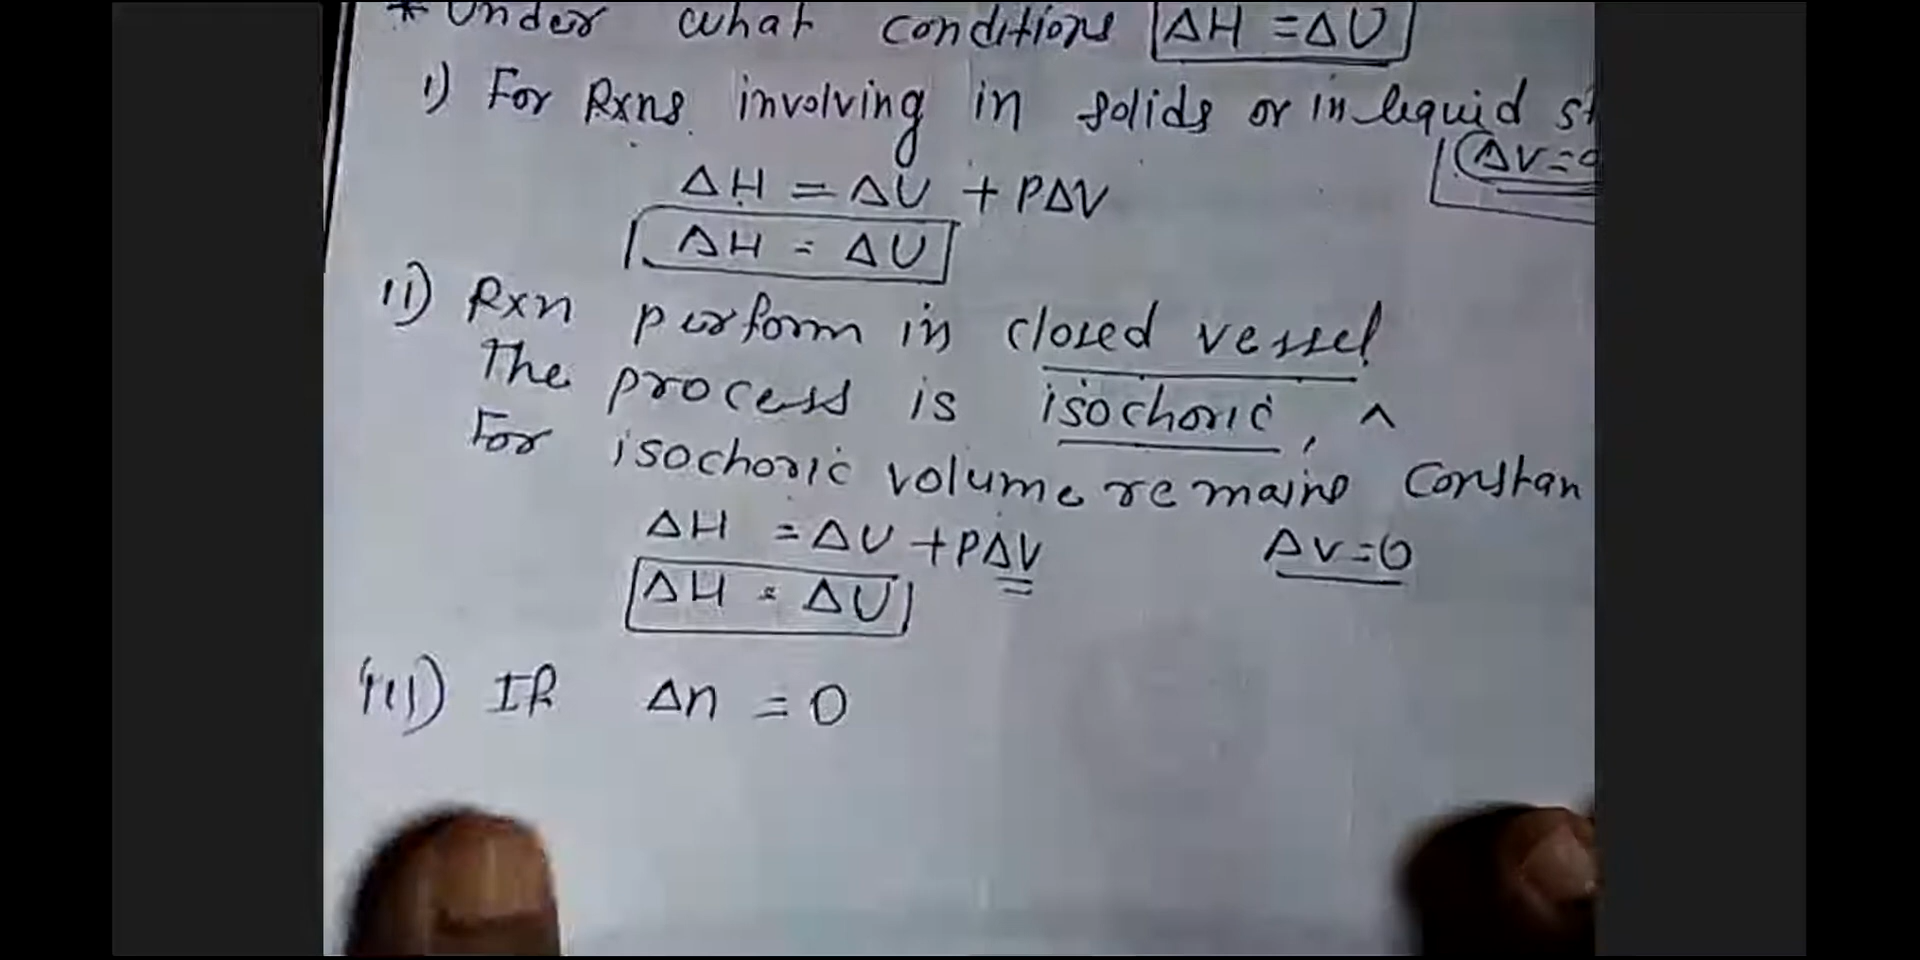 * Under what conditions ΔH = ΔU
i) For Rxns involving in solids or in liquid
ΔV=0
ΔH = ΔU + PΔV
ΔH = ΔU
ii) Rxn perform in closed vessel
The process is isochoric, ^
For isochoric volume remains Constan
ΔH = ΔU + PΔV ΔV=0
ΔH = ΔU
iii) If Δn = 0